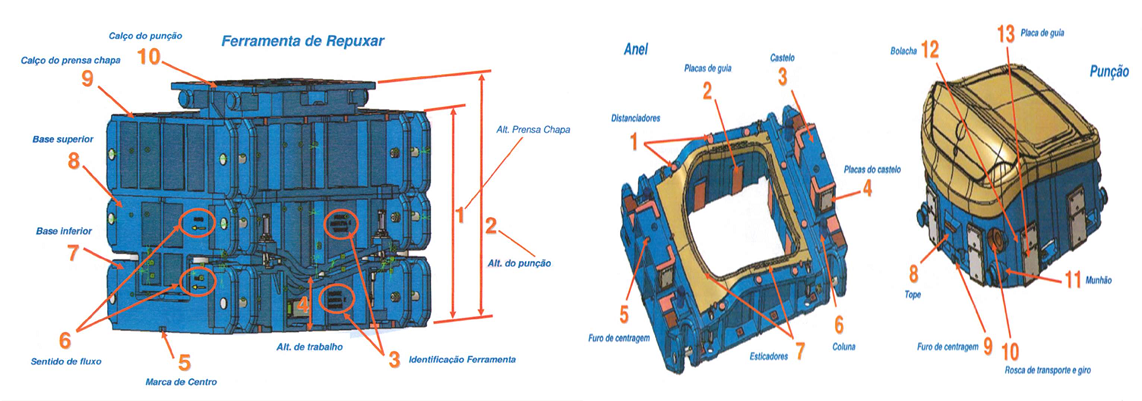 Ferramenta de Repuxar
Calço do punção
10
Calço do prensa chapa
9
Base superior
8
Base inferior
7
6
Sentido de fluxo
5
Marca de Centro
4
Alt. de trabalho
3
Identificação Ferramenta
1
Alt. Prensa Chapa
2
Alt. do punção
Anel
Distanciadores
1
Placas de guia
2
Castelo
3
Placas do castelo
4
5
Furo de centragem
6
Coluna
7
Esticadores
Punção
Bolacha
12
13
Placa de guia
8
Tope
Furo de centragem
9
10
Rosca de transporte e giro
11
Munhão